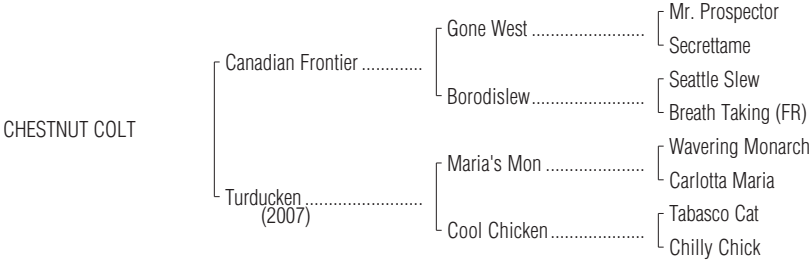 Mr. Prospector
Gone West ........................
Secrettame
Canadian Frontier .............
Seattle Slew
Borodislew........................
Breath Taking (FR)
CHESTNUT COLT
Wavering Monarch
Maria's Mon .....................
Carlotta Maria
Turducken .........................
(2007)
Tabasco Cat
Cool Chicken....................
Chilly Chick